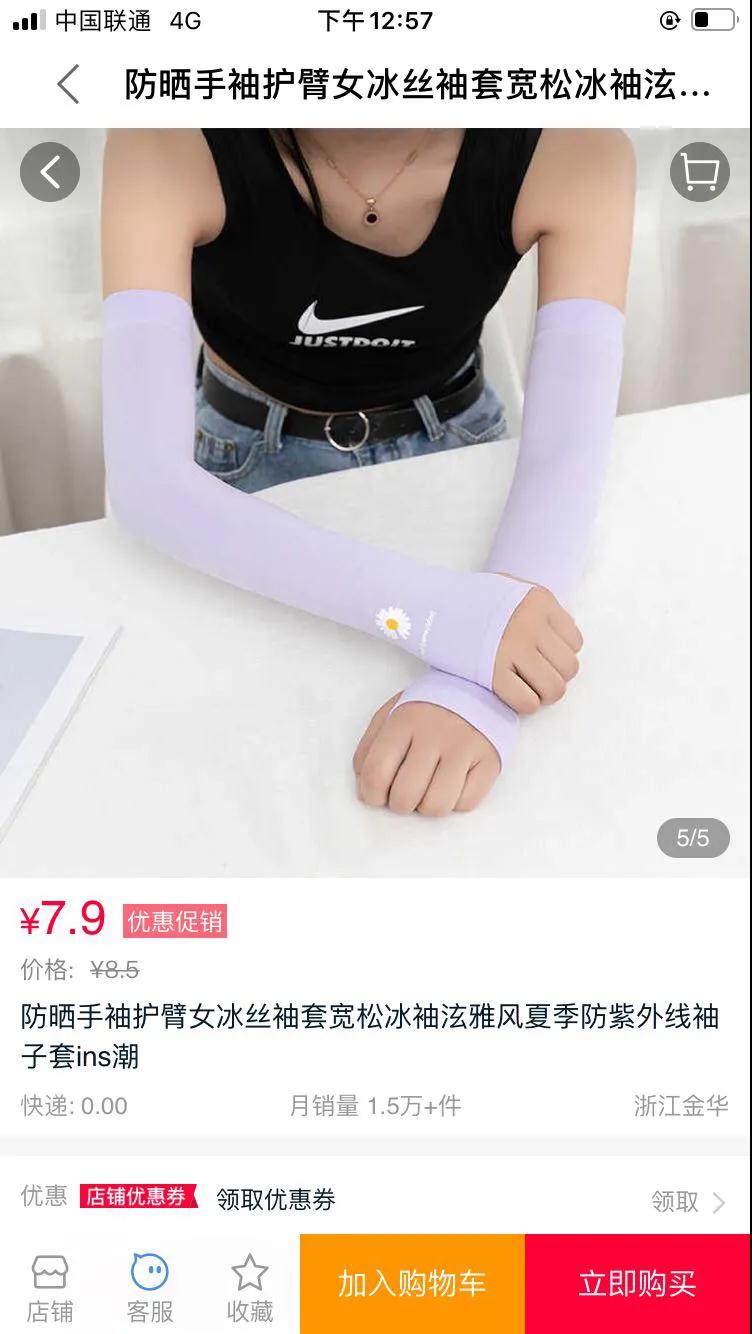 中国联通 4G 下午12:57
防晒手袖护臂女冰丝袖套宽松冰袖泫...
JUSTDOIT
5/5
¥7.9 优惠促销
价格: ¥8.5
防晒手袖护臂女冰丝袖套宽松冰袖泫雅风夏季防紫外线袖
子套ins潮
快递: 0.00 月销量 1.5万+件 浙江金华
优惠 店铺优惠券 领取优惠券 领取
店铺 客服 收藏 加入购物车 立即购买